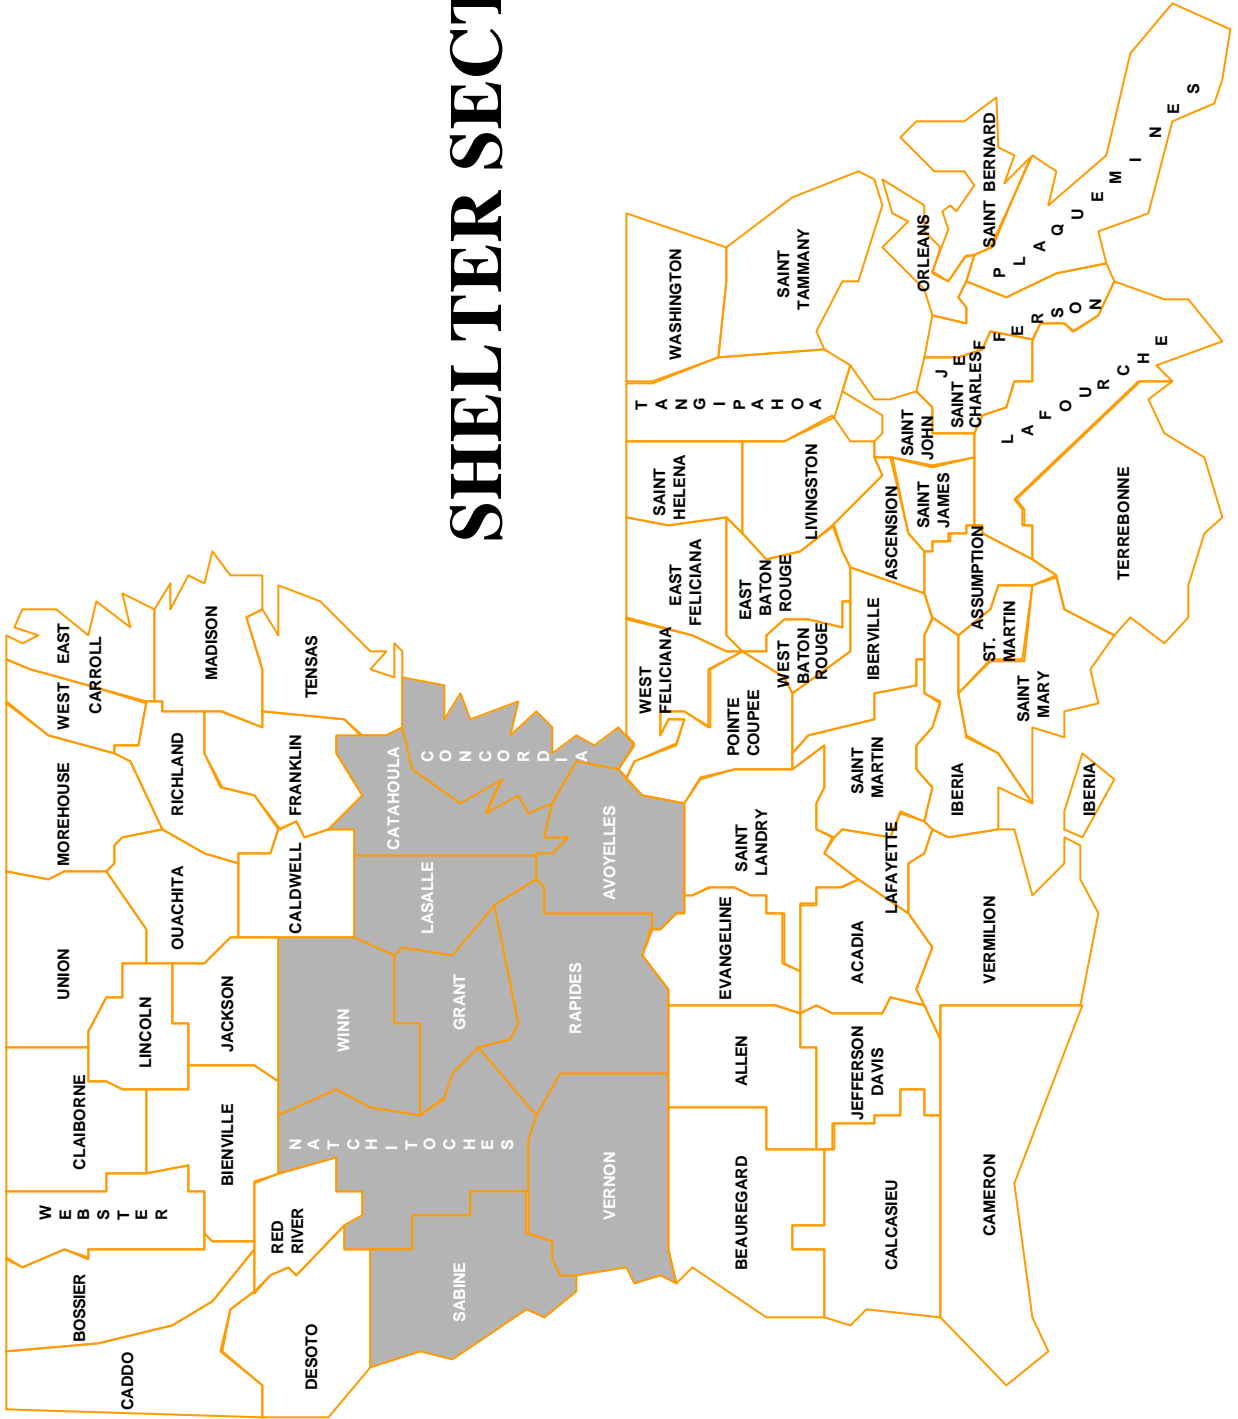 SHELTER SECT
CADDO
BOSSIER
WEBSTER
CLAIBORNE
UNION
MOREHOUSE
WEST
EAST
CARROLL
LINCOLN
OUACHITA
RICHLAND
MADISON
BIENVILLE
JACKSON
DESOTO
RED
RIVER
CALDWELL
FRANKLIN
TENSAS
NATCHITOCHES
WINN
LASALLE
CATAHOULA
CONCORDIA
SABINE
GRANT
VERNON
RAPIDES
AVOYELLES
BEAUREGARD
ALLEN
EVANGELINE
SAINT
LANDRY
POINTE
COUPEE
WEST
FELICIANA
EAST
FELICIANA
SAINT
HELENA
TANGIPAHOA
WASHINGTON
SAINT
TAMMANY
WEST
BATON
ROUGE
EAST
BATON
ROUGE
LIVINGSTON
CALCASIEU
JEFFERSON
DAVIS
ACADIA
LAFAYETTE
SAINT
MARTIN
IBERVILLE
ASCENSION
SAINT
JAMES
SAINT
JOHN
SAINT
CHARLES
JEFFERSON
ORLEANS
SAINT BERNARD
PLAQUEMINES
CAMERON
VERMILION
IBERIA
IBERIA
SAINT
MARY
ST.
MARTIN
ASSUMPTION
LAFOURCHE
TERREBONNE